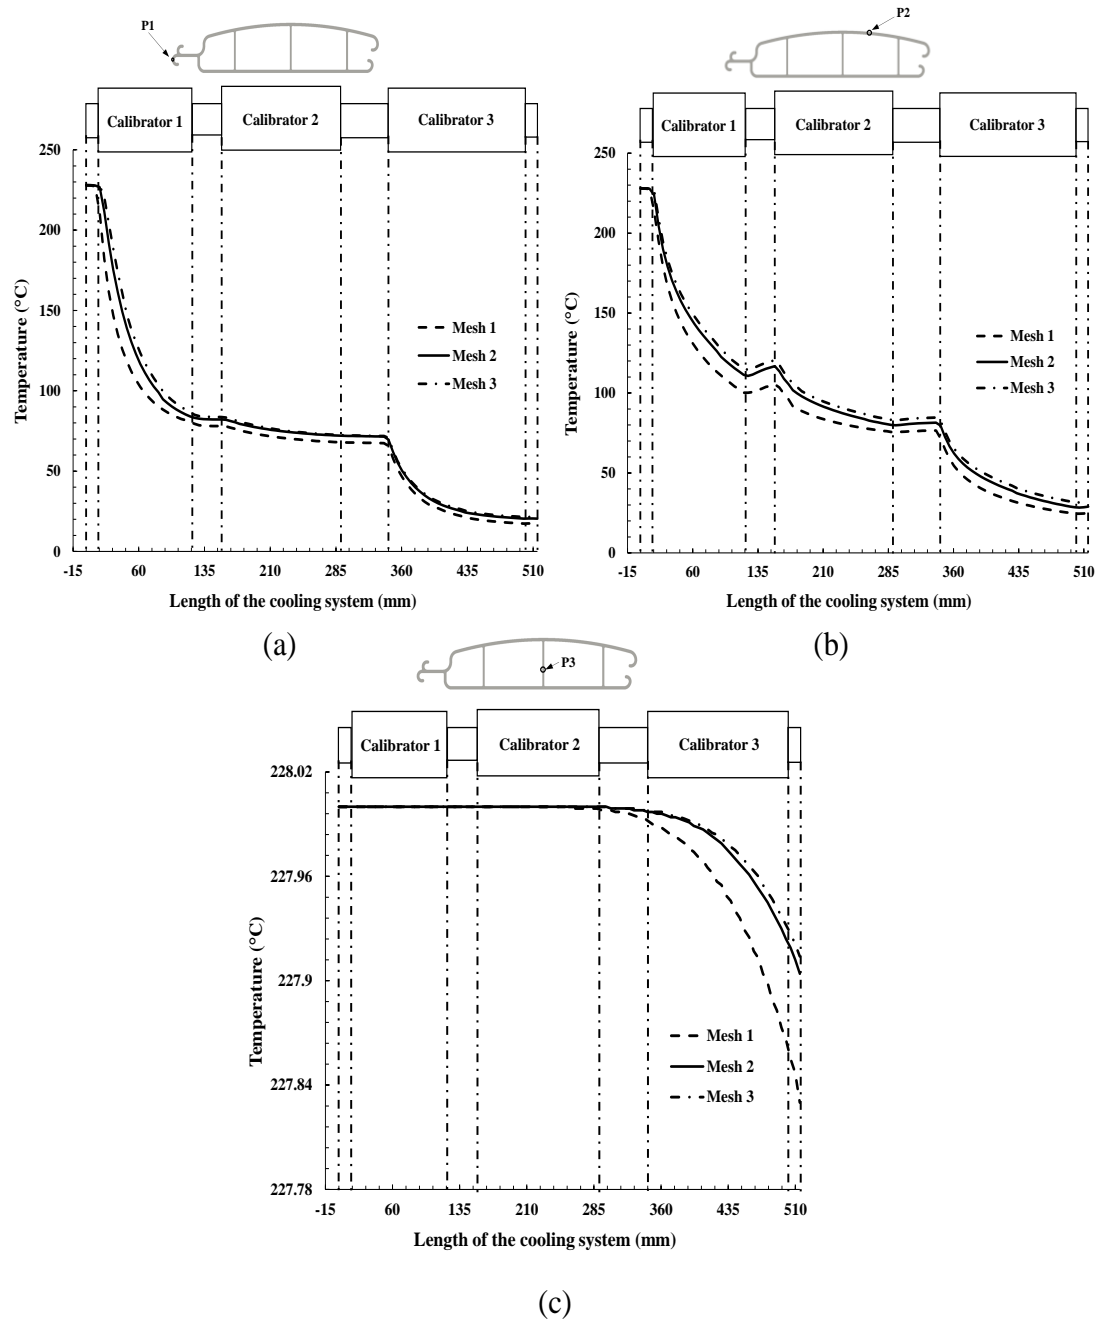 P1
Calibrator 1
Calibrator 2
Calibrator 3
250
200
150
100
50
0
Temperature (°C)
Mesh 1
Mesh 2
Mesh 3
-15 60 135 210 285 360 435 510
Length of the cooling system (mm)
(a)
P2
Calibrator 1
Calibrator 2
Calibrator 3
250
200
150
100
50
0
Temperature (°C)
Mesh 1
Mesh 2
Mesh 3
-15 60 135 210 285 360 435 510
Length of the cooling system (mm)
(b)
P3
Calibrator 1
Calibrator 2
Calibrator 3
228.02
227.96
227.9
227.84
227.78
Temperature (°C)
Mesh 1
Mesh 2
Mesh 3
-15 60 135 210 285 360 435 510
Length of the cooling system (mm)
(c)